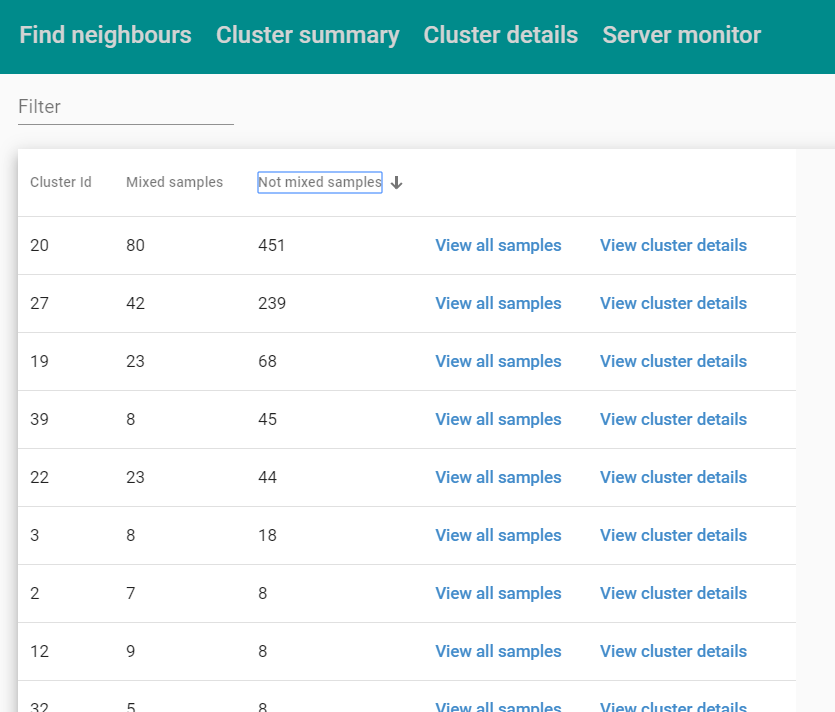 Find neighbours Cluster summary Cluster details Server monitor
Filter
Cluster Id Mixed samples Not mixed samples
20 80 451 View all samples View cluster details
27 42 239 View all samples View cluster details
19 23 68 View all samples View cluster details
39 8 45 View all samples View cluster details
22 23 44 View all samples View cluster details
3 8 18 View all samples View cluster details
2 7 8 View all samples View cluster details
12 9 8 View all samples View cluster details
32 5 8 View all samples View cluster details